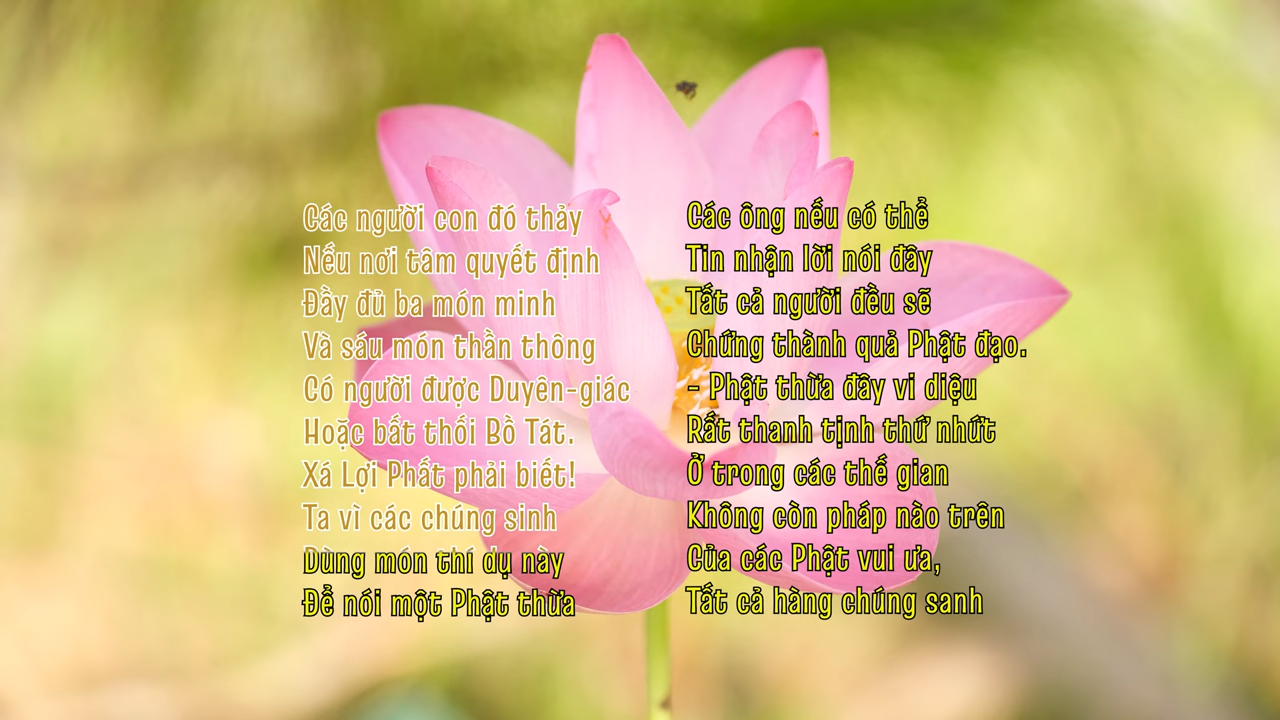 Các người con đó thảy
Nếu nơi tâm quyết định
Đầy đủ ba món minh
Và sáu món thần thông
Có người được Duyên-giác
Hoặc bất thối Bồ Tát.
Xá Lợi Phất phải biết!
Ta vì các chúng sinh
Dùng món thí dụ này
Để nói một Phật thừa
Các ông nếu có thể
Tin nhận lời nói đây
Tất cả người đều sẽ
Chứng thành quả Phật đạo.
- Phật thừa đây vi diệu
Rất thanh tịnh thứ nhứt
Ở trong các thế gian
Không còn pháp nào trên
Của các Phật vui ưa,
Tất cả hàng chúng sanh